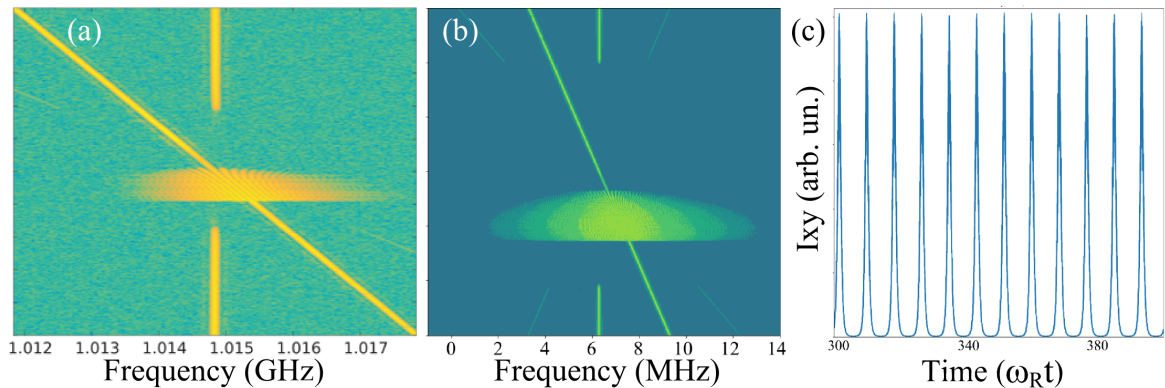 (a)
1.012 1.013 1.014 1.015 1.016 1.017
Frequency (GHz)
(b)
0 2 4 6 8 10 12 14
Frequency (MHz)
(c)
Ixy (arb. un.)
300 340 380
Time (ωRt)